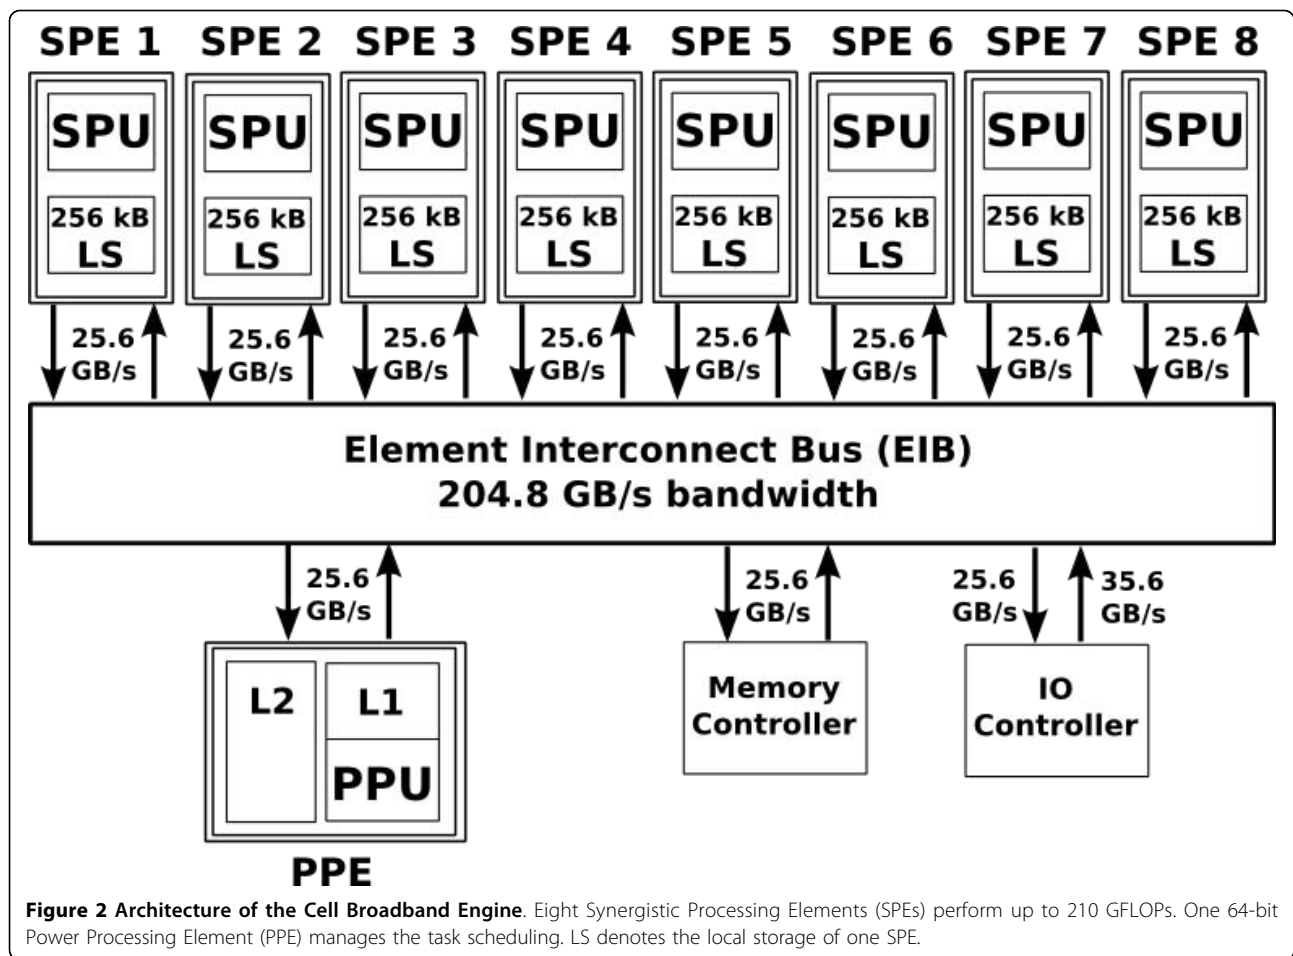 SPE 1 SPE 2 SPE 3 SPE 4 SPE 5 SPE 6 SPE 7 SPE 8
SPU SPU SPU SPU SPU SPU SPU SPU
256 kB 256 kB 256 kB 256 kB 256 kB 256 kB 256 kB 256 kB
LS LS LS LS LS LS LS LS
25.6 25.6 25.6 25.6 25.6 25.6 25.6 25.6
GB/s GB/s GB/s GB/s GB/s GB/s GB/s GB/s
Element Interconnect Bus (EIB)
204.8 GB/s bandwidth
25.6 25.6 25.6 35.6
GB/s GB/s GB/s GB/s
L2 L1
PPU
PPE
Memory
Controller
IO
Controller
Figure 2 Architecture of the Cell Broadband Engine. Eight Synergistic Processing Elements (SPEs) perform up to 210 GFLOPs. One 64-bit
Power Processing Element (PPE) manages the task scheduling. LS denotes the local storage of one SPE.